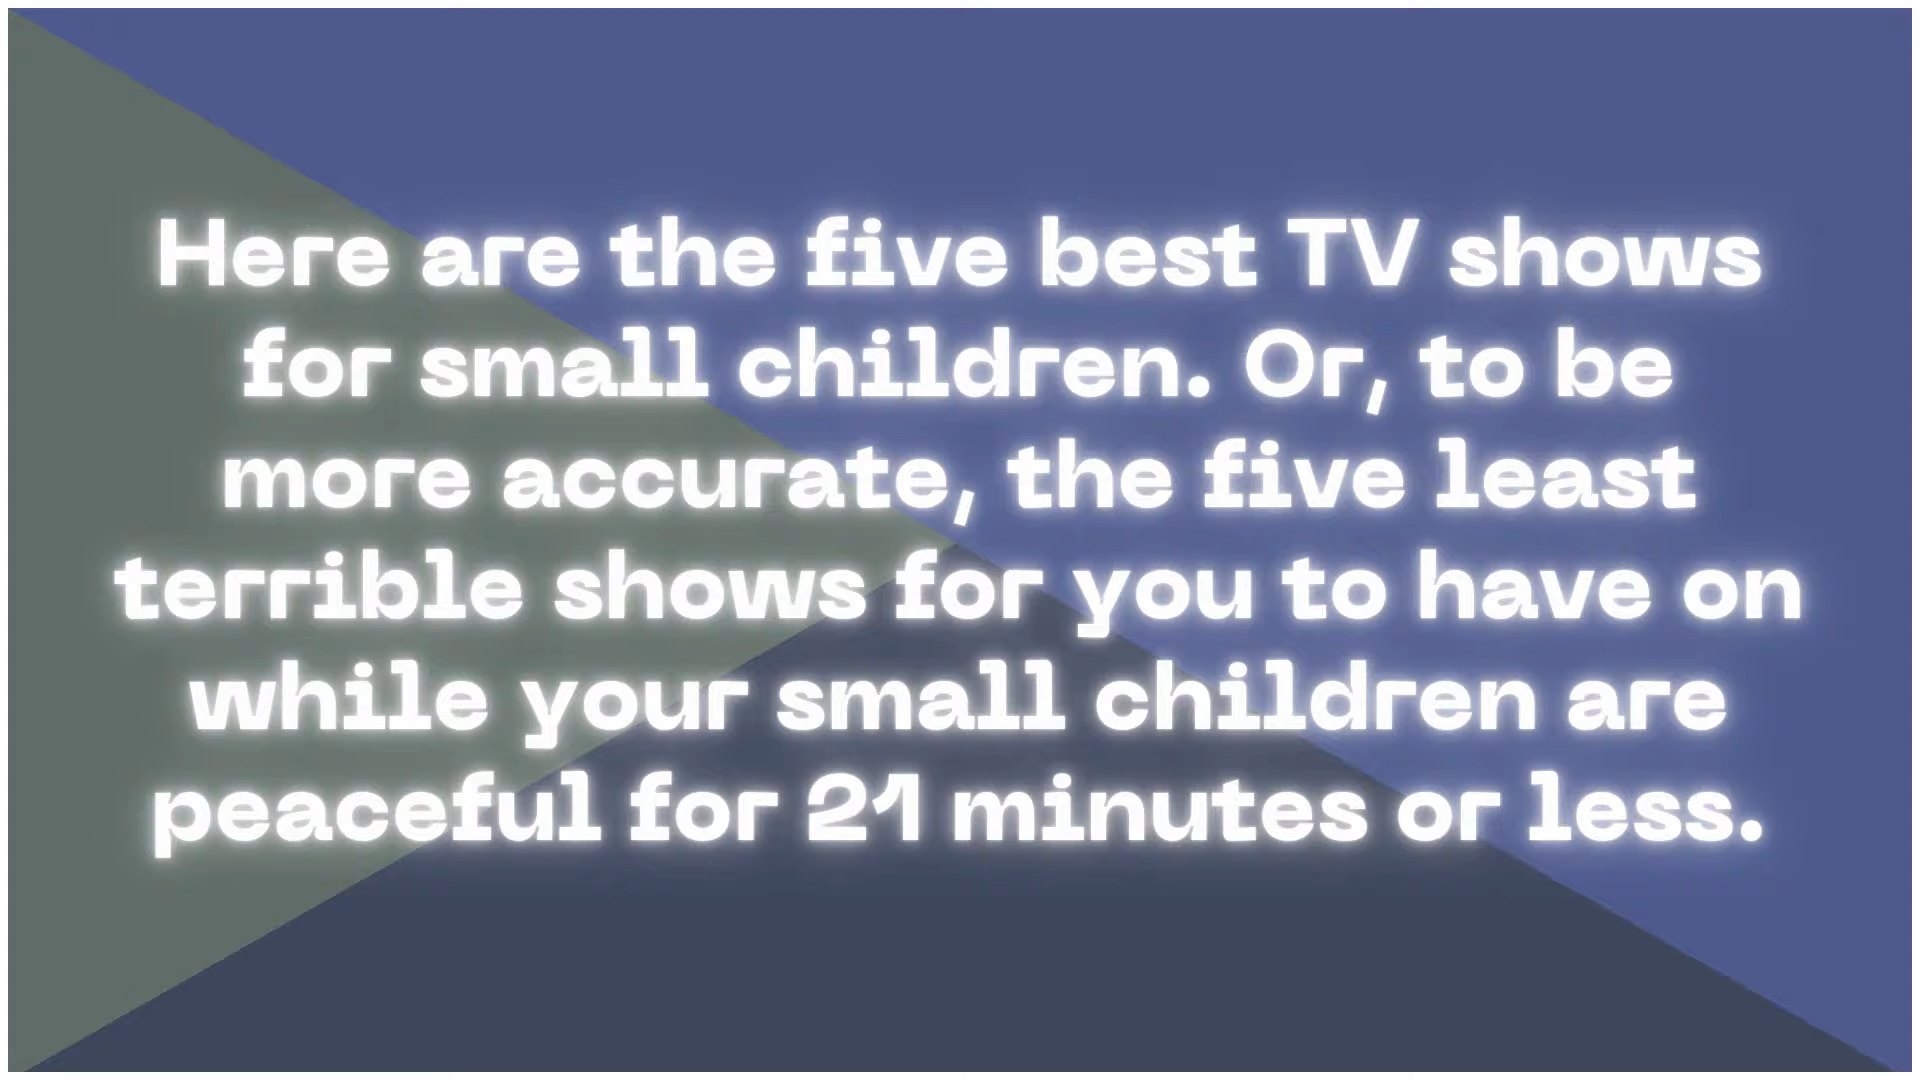 Here are the five best TV shows
for small children. Or, to be
more accurate, the five least
terrible shows for you to have on
while your small children are
peaceful for 21 minutes or less.